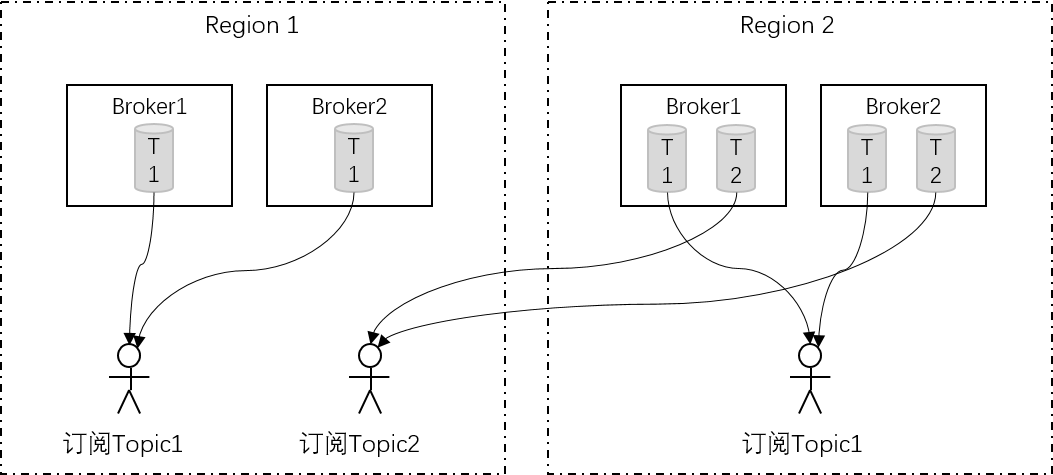 Region 1
Region 2
Broker1
Broker2
Broker1
Broker2
T
1
T
1
T
1
T
2
T
1
T
2
订阅Topic1
订阅Topic2
订阅Topic1